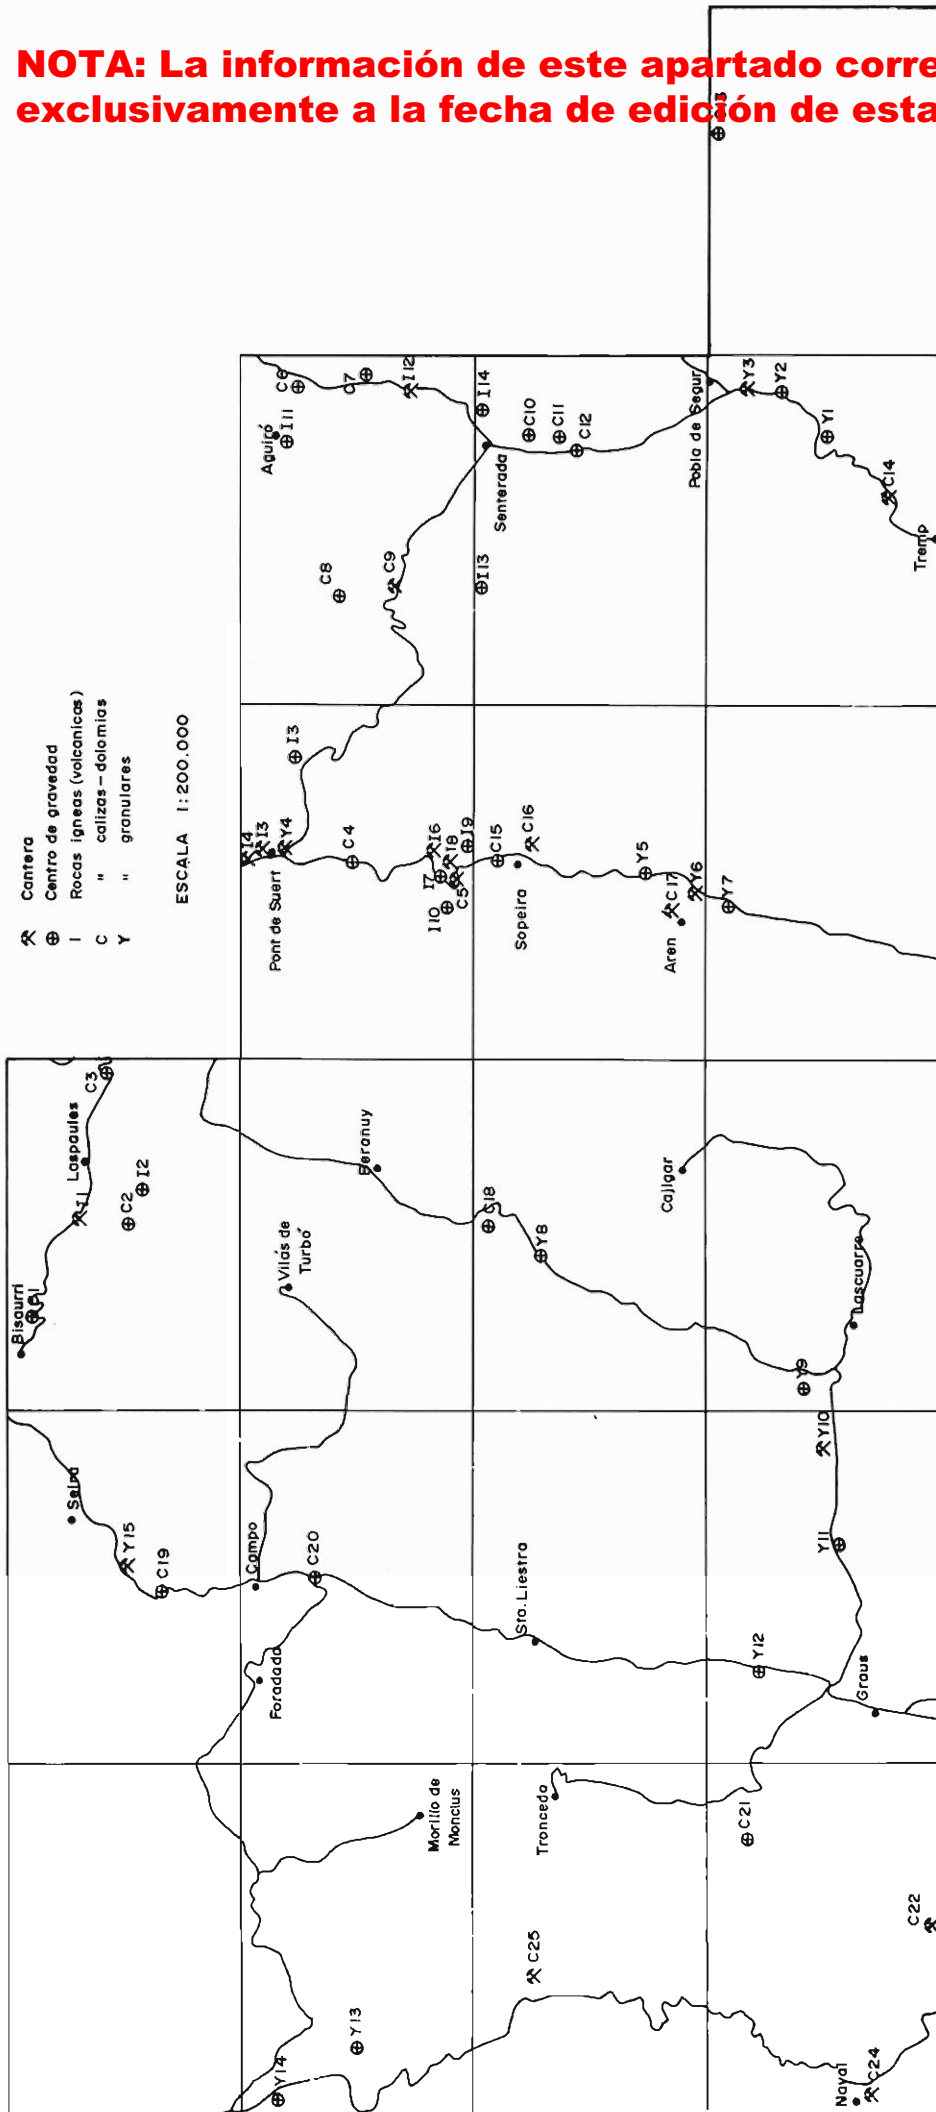 NOTA: La información de este apartado corre
exclusivamente a la fecha de edición de esta
Cantera
Centro de gravedad
I Rocas igneas (volcanicas)
C " calizas-dolomias
Y " granulares
ESCALA 1:200.000
Aguiró
I11
C7
I12
I14
C10
C11
C12
Senterada
C8
C9
I13
Pobla de Segur
Y3
Y2
Y1
C14
Tremp
I3
I4
I3
Y4
Pont de Suert
C4
I6
I8
I7
I9
C5
I10
C15
C16
Sopeira
Y5
C17
Y6
Y7
Aren
C3
Laspaules
I1
C2
I2
Bisaurri
C1
Beranuy
Vilás de
Turbó
C18
Y8
Cajigar
Lascuarre
Y9
Y10
Y11
Seira
Y15
C19
Campo
C20
Foradada
Sta. Liestra
Y12
Graus
Morillo de
Monclus
Tronceda
C21
C22
C25
Y13
Y14
Naval
C24